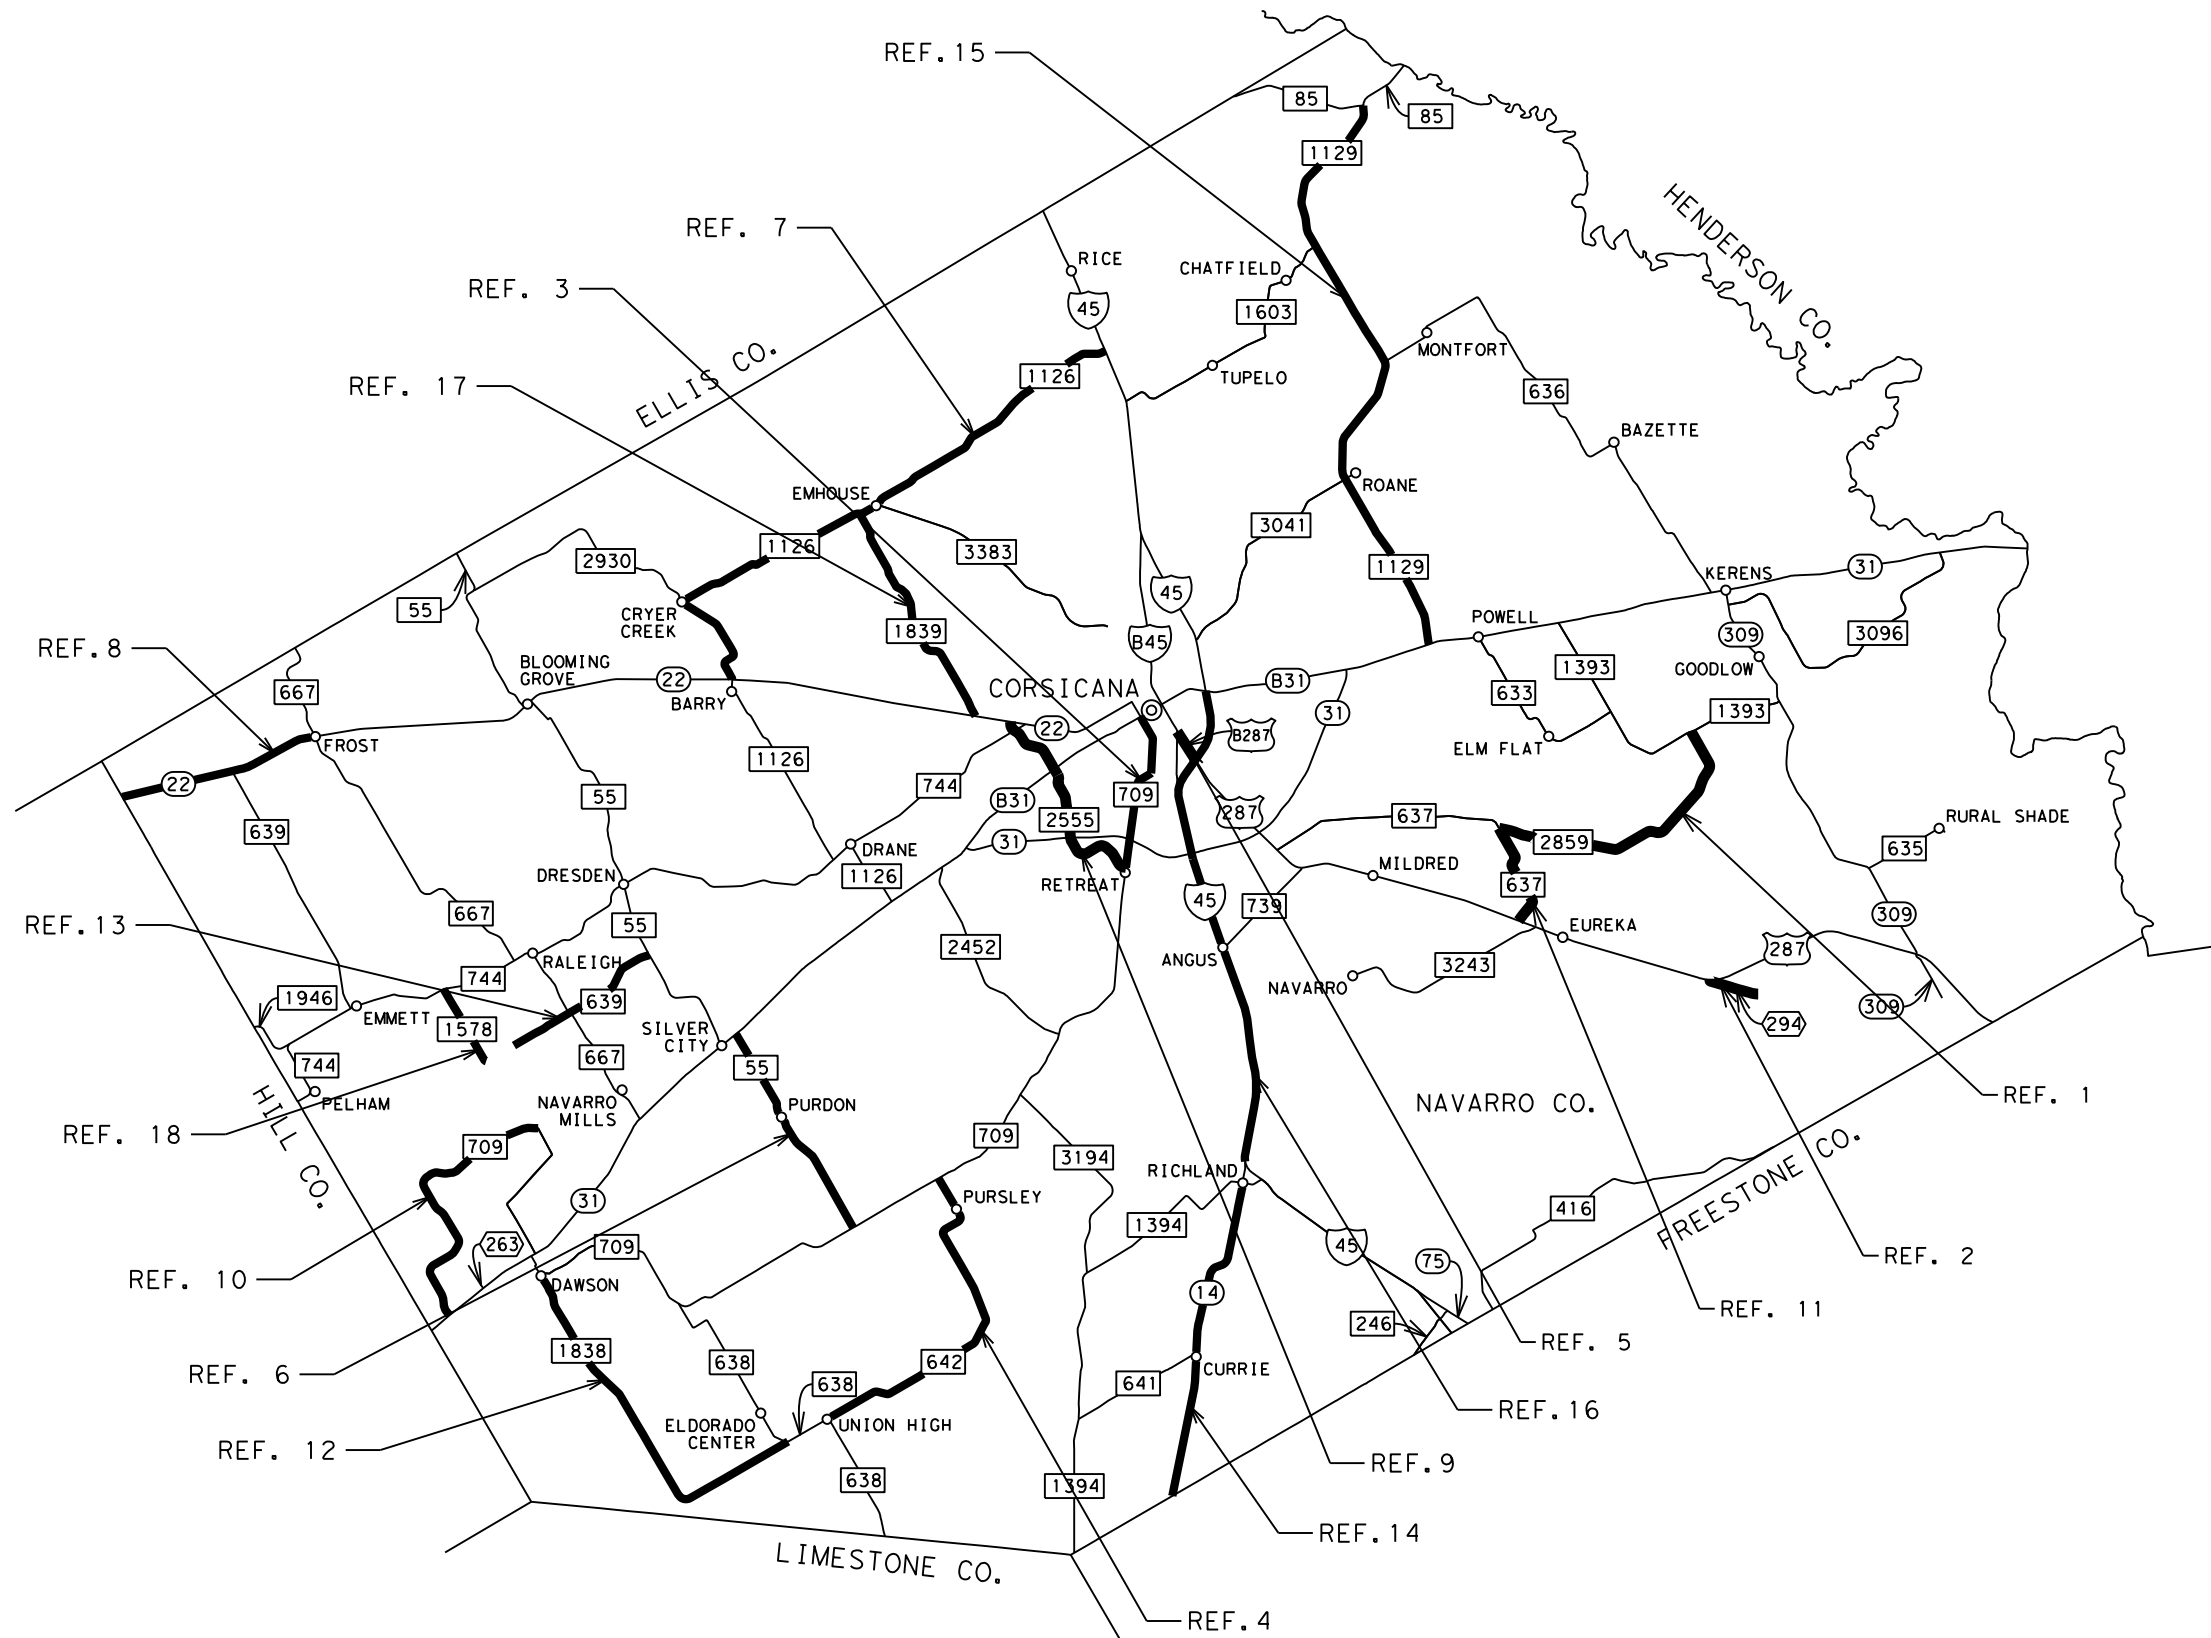 REF.15
85
85
1129
HENDERSON CO.
REF. 7
RICE
CHATFIELD
45
1603
REF. 3
MONTFORT
ELLIS CO.
1126
TUPELO
REF. 17
636
BAZETTE
EMHOUSE
ROANE
3041
1126
3383
2930
1129
31
KERENS
45
55
CRYER
CREEK
1839
B45
POWELL
309
3096
REF.8
BLOOMING
GROVE
22
1393
GOODLOW
667
CORSICANA
B31
633
BARRY
1393
31
22
B287
FROST
ELM FLAT
1126
22
744
55
B31
709
287
2555
637
RURAL SHADE
639
31
2859
DRANE
635
MILDRED
DRESDEN
1126
RETREAT
637
667
45
739
309
REF.13
55
EUREKA
2452
287
RALEIGH
ANGUS
744
3243
NAVARRO
1946
639
309
EMMETT
1578
294
SILVER
CITY
667
744
55
REF. 1
HILL CO.
PELHAM
NAVARRO
MILLS
PURDON
NAVARRO CO.
REF. 18
709
709
3194
FREESTONE CO.
RICHLAND
PURSLEY
31
416
1394
263
709
45
REF. 2
75
REF. 10
DAWSON
14
REF. 11
246
1838
REF. 5
638
642
REF. 6
CURRIE
638
641
REF.16
ELDORADO
CENTER
UNION HIGH
REF. 12
REF.9
638
1394
REF.14
LIMESTONE CO.
REF.4